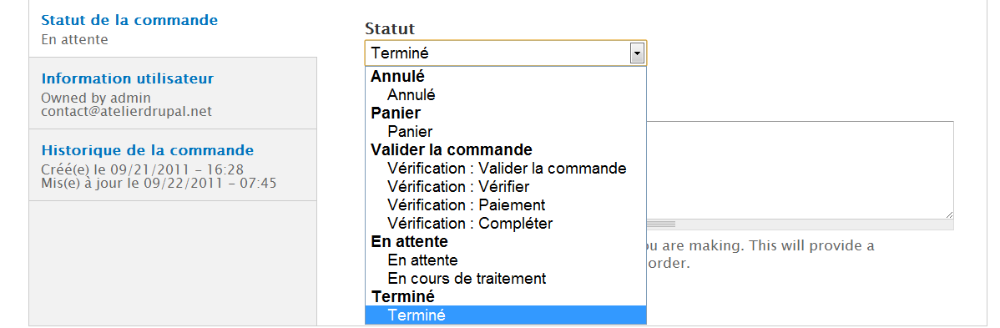 Statut de la commande
En attente
Information utilisateur
Owned by admin
contact@atelierdrupal.net
Historique de la commande
Créé(e) le 09/21/2011 – 16:28
Mis(e) à jour le 09/22/2011 – 07:45
Statut
Terminé
Annulé
Annulé
Panier
Panier
Valider la commande
Vérification : Valider la commande
Vérification : Vérifier
Vérification : Paiement
Vérification : Compléter
En attente
En attente
En cours de traitement
Terminé
Terminé
are making. This will provide a
order.